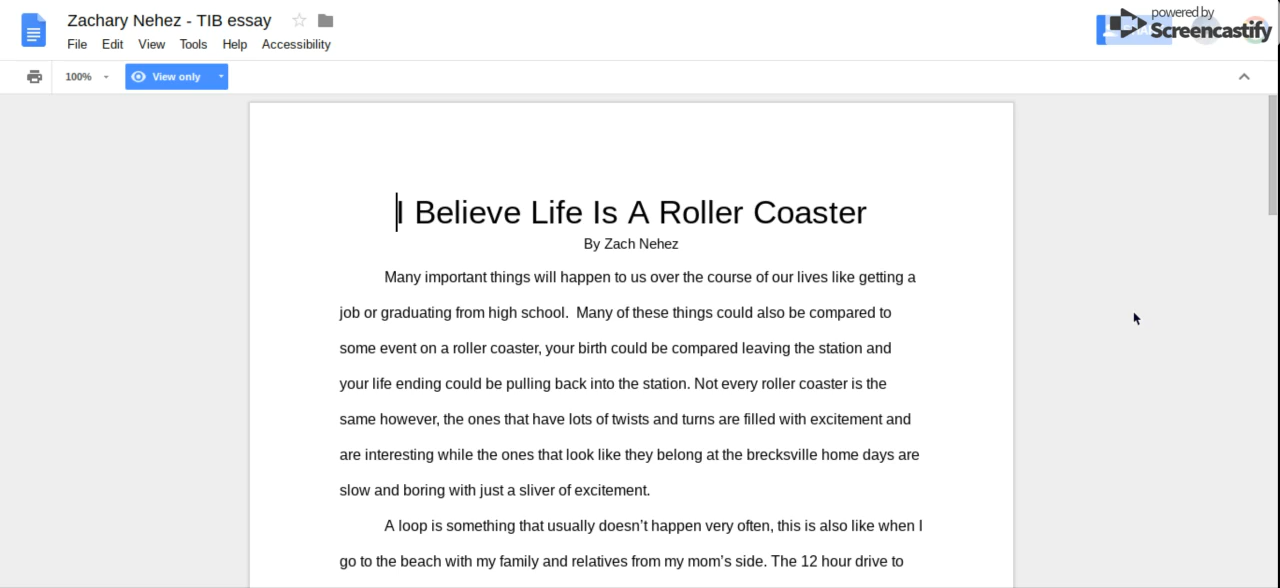 Zachary Nehez - TIB essay
powered by
Screencastify
File Edit View Tools Help Accessibility
100% View only
I Believe Life Is A Roller Coaster
By Zach Nehez
Many important things will happen to us over the course of our lives like getting a
job or graduating from high school.  Many of these things could also be compared to
some event on a roller coaster, your birth could be compared leaving the station and
your life ending could be pulling back into the station. Not every roller coaster is the
same however, the ones that have lots of twists and turns are filled with excitement and
are interesting while the ones that look like they belong at the brecksville home days are
slow and boring with just a sliver of excitement.
A loop is something that usually doesn’t happen very often, this is also like when I
go to the beach with my family and relatives from my mom’s side. The 12 hour drive to